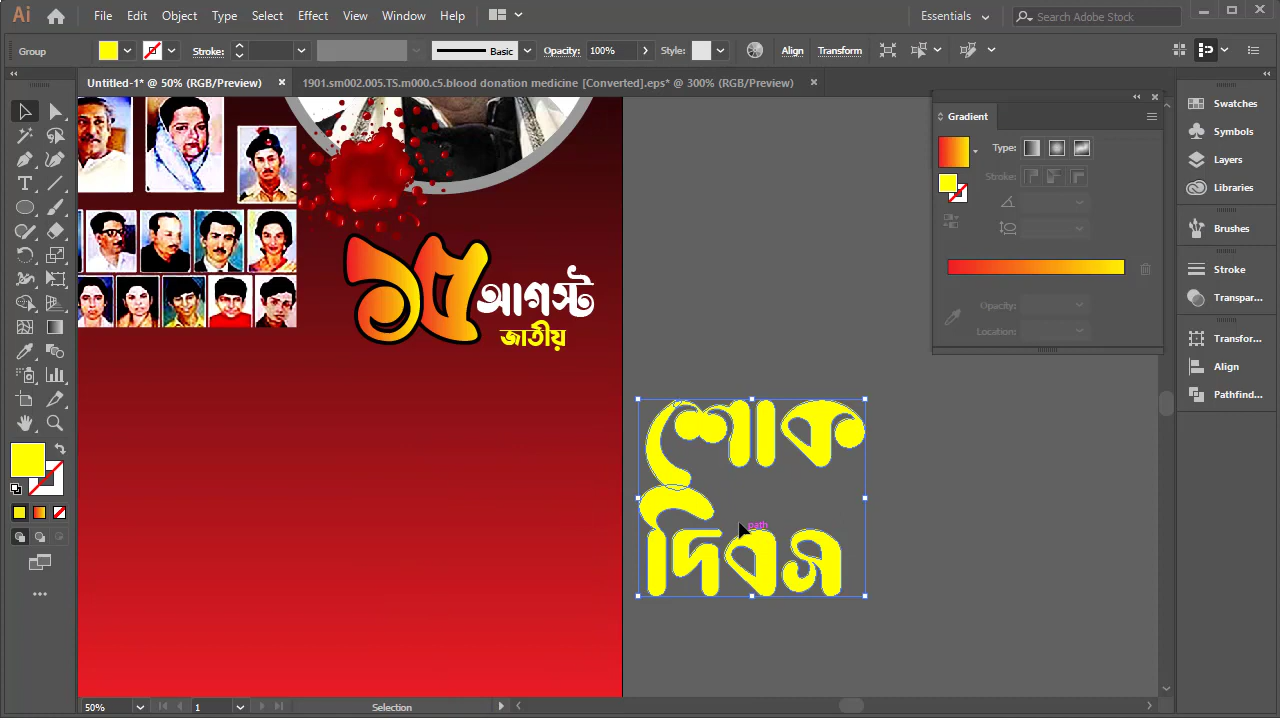 Ai File Edit Object Type Select Effect View Window Help Essentials Search Adobe Stock
Group Stroke: Basic Opacity: 100% Style: Align Transform
Untitled-1* @ 50% (RGB/Preview) 1901.sm002.005.TS.m000.c5.blood donation medicine [Converted].eps* @ 300% (RGB/Preview)
Gradient
Type:
Stroke:
Opacity:
Location:
Swatches
Symbols
Layers
Libraries
Brushes
Stroke
Transpar...
Transfor...
Align
Pathfind...
১৫ আগস্ট
জাতীয়
শোক
দিবস
path
50% 1 Selection